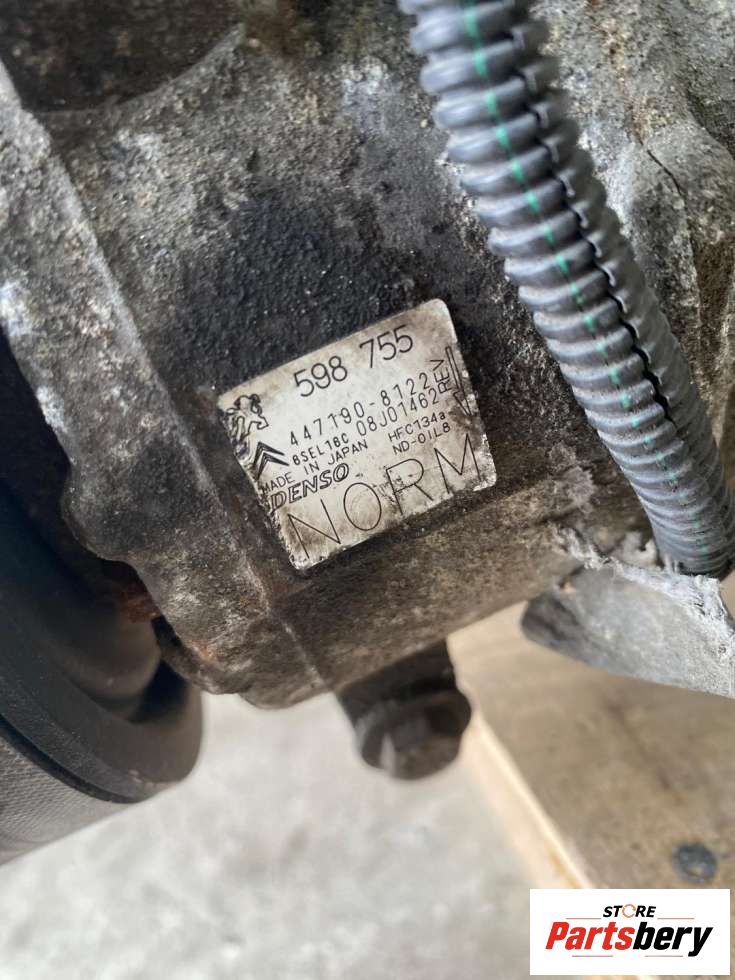 598 755
447190-8122
8SEL18C 08J01462
REV
MADE IN JAPAN HFC134a
DENSO ND-OIL8
NORM
STORE
Partsbery